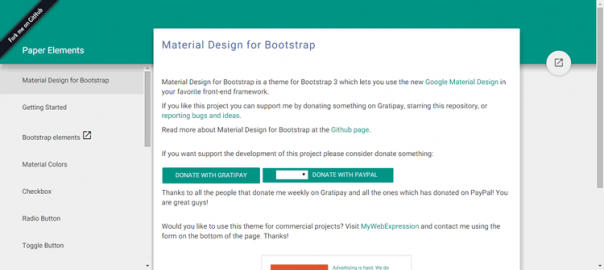 Fork me on GitHub
Paper Elements
Material Design for Bootstrap
Getting Started
Bootstrap elements
Material Colors
Checkbox
Radio Button
Toggle Button
Material Design for Bootstrap
Material Design for Bootstrap is a theme for Bootstrap 3 which lets you use the new Google Material Design in
your favorite front-end framework.
If you like this project you can support me by donating something on Gratipay, starring this repository, or
reporting bugs and ideas.
Read more about Material Design for Bootstrap at the Github page.
If you want support the development of this project please consider donate something:
DONATE WITH GRATIPAY
DONATE WITH PAYPAL
Thanks to all the people that donate me weekly on Gratipay and all the ones which has donated on PayPal! You
are great guys!
Would you like to use this theme for commercial projects? Visit MyWebExpression and contact me using the
form on the bottom of the page. Thanks!
Advertising is hard. We do